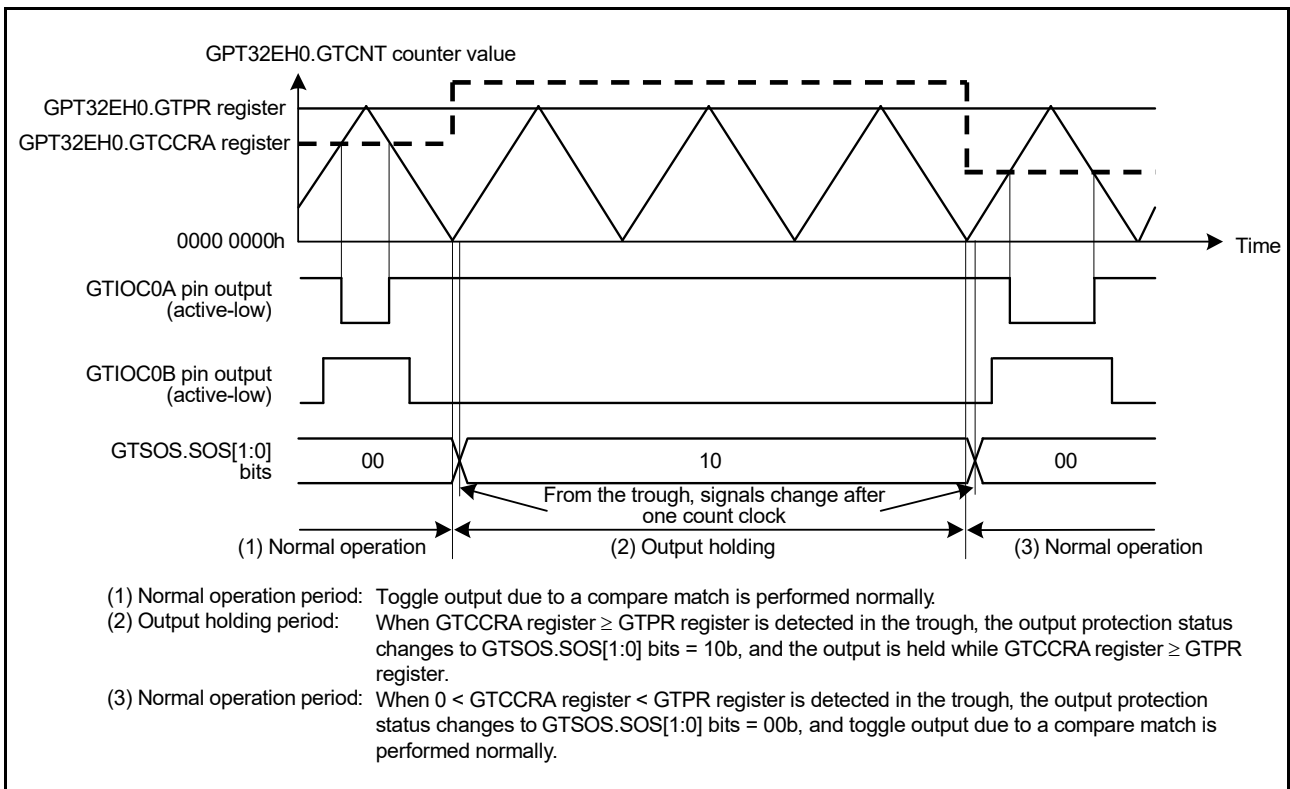 GPT32EH0.GTCNT counter value
GPT32EH0.GTPR register
GPT32EH0.GTCCRA register
0000 0000h
Time
GTIOC0A pin output
(active-low)
GTIOC0B pin output
(active-low)
GTSOS.SOS[1:0]
bits
00
10
00
From the trough, signals change after
one count clock
(1) Normal operation
(2) Output holding
(3) Normal operation
(1) Normal operation period: Toggle output due to a compare match is performed normally.
(2) Output holding period: When GTCCRA register ≥ GTPR register is detected in the trough, the output protection status
changes to GTSOS.SOS[1:0] bits = 10b, and the output is held while GTCCRA register ≥ GTPR
register.
(3) Normal operation period: When 0 < GTCCRA register < GTPR register is detected in the trough, the output protection
status changes to GTSOS.SOS[1:0] bits = 00b, and toggle output due to a compare match is
performed normally.